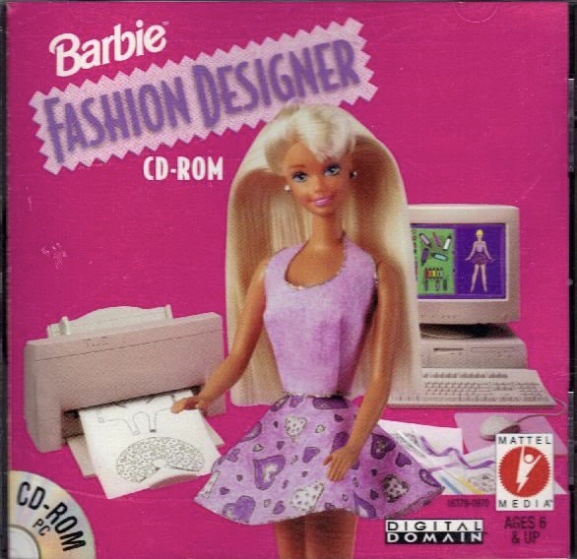 Barbie
FASHION DESIGNER
CD-ROM
CD-ROM
PC
MATTEL
MEDIA
DIGITAL
DOMAIN
AGES 6
& UP